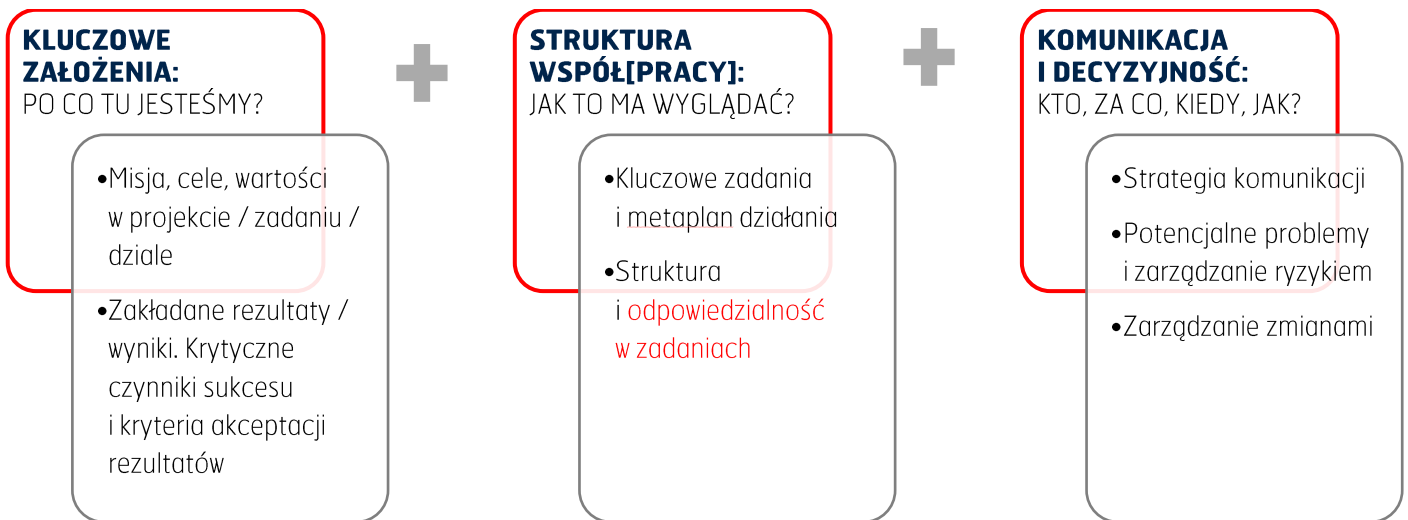 KLUCZOWE
ZAŁOŻENIA:
PO CO TU JESTEŚMY?
•Misja, cele, wartości
w projekcie / zadaniu /
dziale
•Zakładane rezultaty /
wyniki. Krytyczne
czynniki sukcesu
i kryteria akceptacji
rezultatów
STRUKTURA
WSPÓŁ[PRACY]:
JAK TO MA WYGLĄDAĆ?
•Kluczowe zadania
i metaplan działania
•Struktura
i odpowiedzialność
w zadaniach
KOMUNIKACJA
I DECYZYJNOŚĆ:
KTO, ZA CO, KIEDY, JAK?
•Strategia komunikacji
•Potencjalne problemy
i zarządzanie ryzykiem
•Zarządzanie zmianami